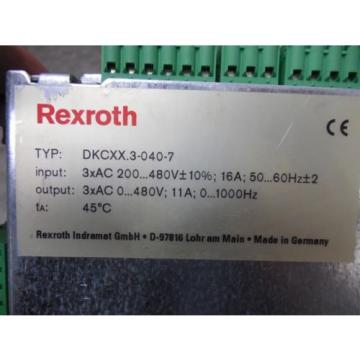 Rexroth
CE
TYP: DKCXX.3-040-7
input: 3xAC 200...480V±10%; 16A; 50...60Hz±2
output: 3xAC 0...480V; 11A; 0...1000Hz
tA: 45°C
Rexroth Indramat GmbH • D-97816 Lohr am Main • Made in Germany